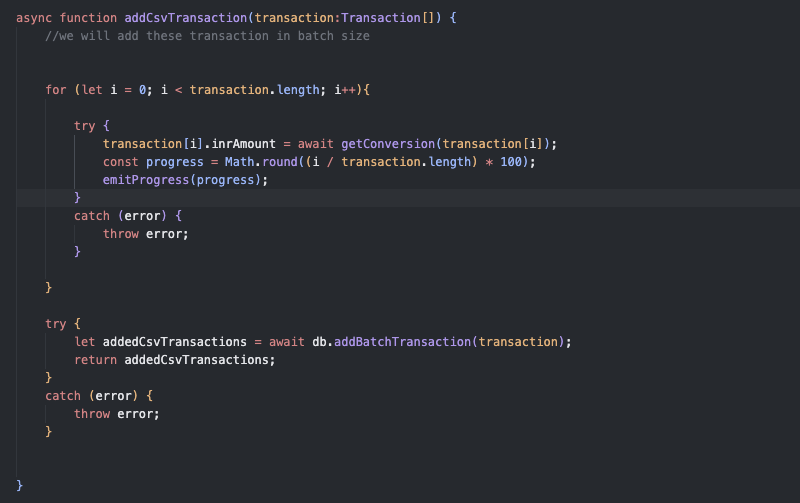 async function addCsvTransaction(transaction:Transaction[]) {
//we will add these transaction in batch size
for (let i = 0; i < transaction.length; i++){
try {
transaction[i].inrAmount = await getConversion(transaction[i]);
const progress = Math.round((i / transaction.length) * 100);
emitProgress(progress);
}
catch (error) {
throw error;
}
}
try {
let addedCsvTransactions = await db.addBatchTransaction(transaction);
return addedCsvTransactions;
}
catch (error) {
throw error;
}
}